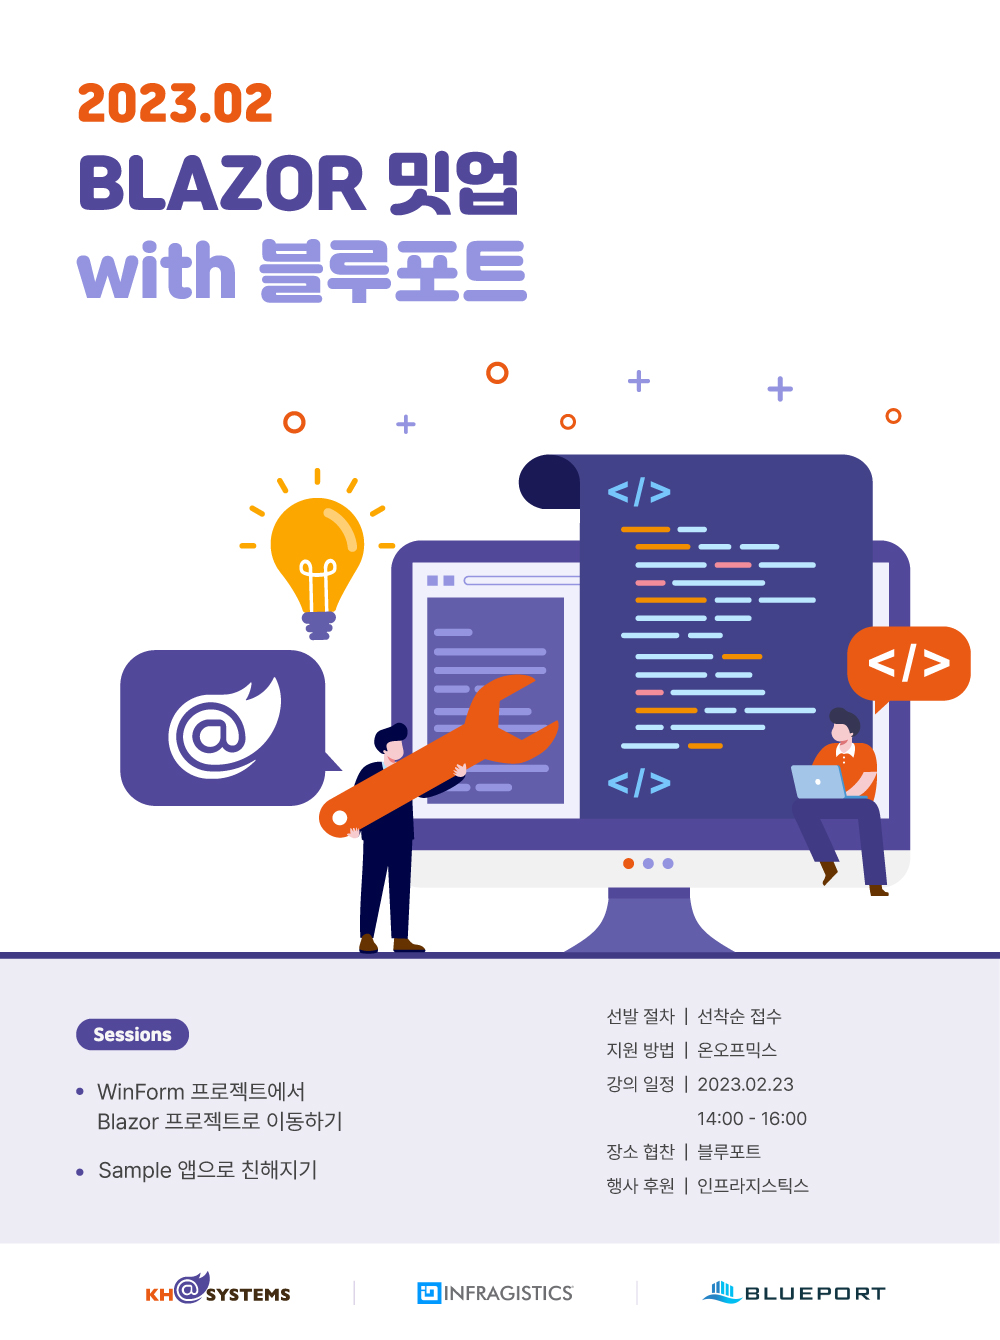 2023.02
BLAZOR 밋업
with 블루포트
</>
</>
</>
@
Sessions
• WinForm 프로젝트에서
Blazor 프로젝트로 이동하기
• Sample 앱으로 친해지기
선발 절차 | 선착순 접수
지원 방법 | 온오프믹스
강의 일정 | 2023.02.23
14:00 - 16:00
장소 협찬 | 블루포트
행사 후원 | 인프라지스틱스
KH@SYSTEMS
INFRAGISTICS
BLUEPORT